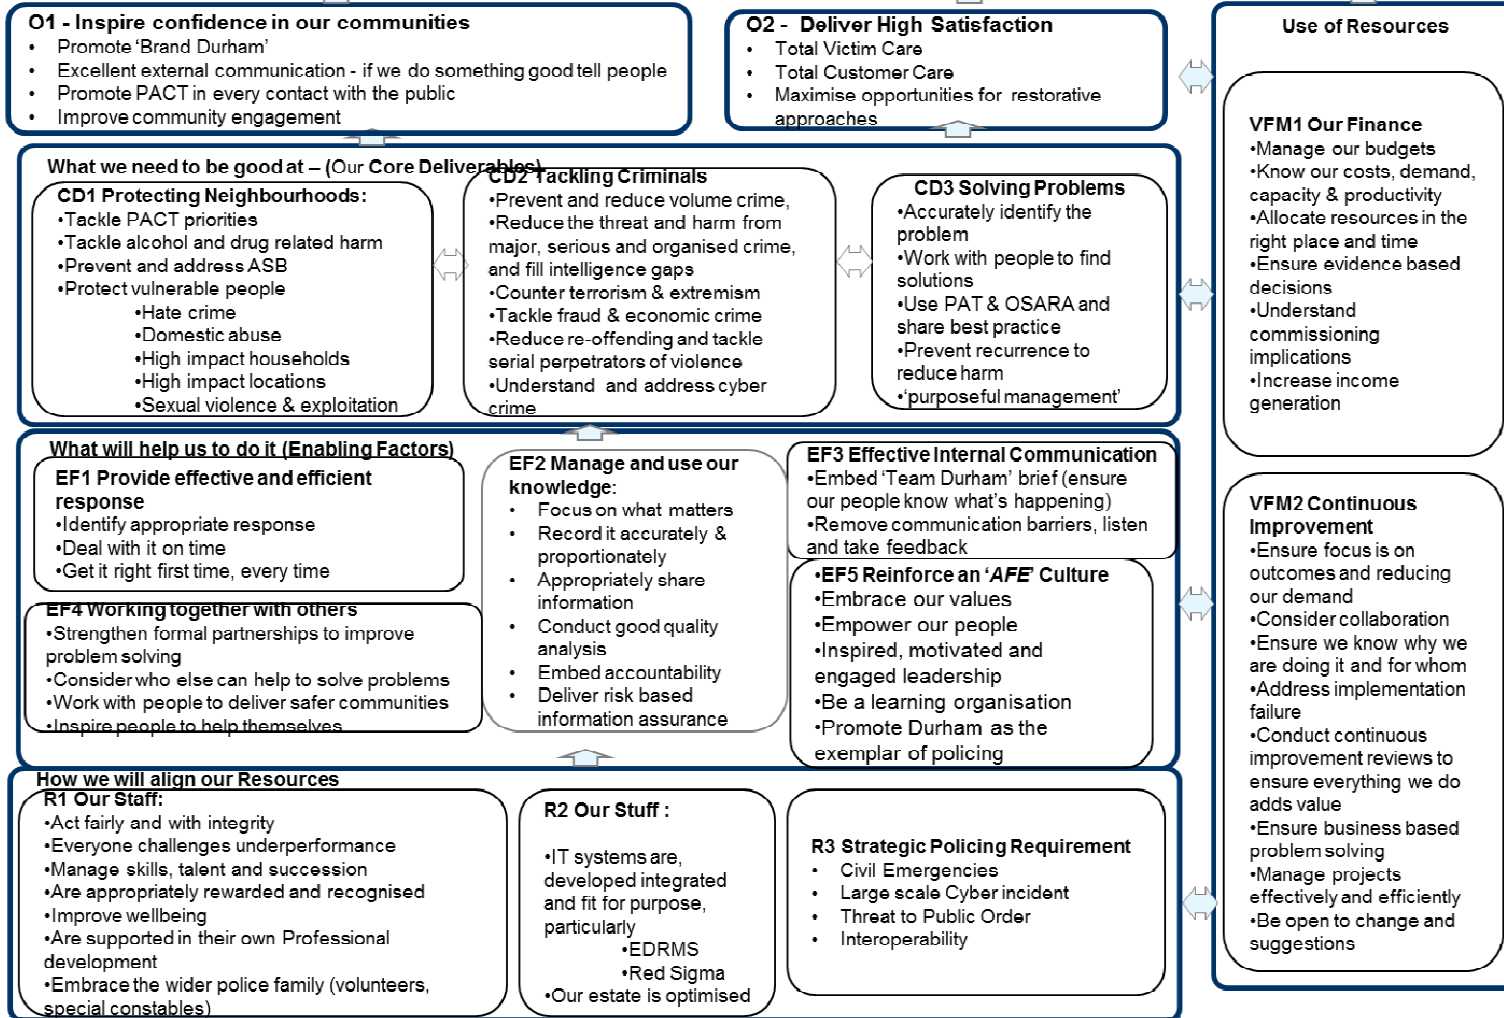 O1 - Inspire confidence in our communities
• Promote ‘Brand Durham’
• Excellent external communication - if we do something good tell people
• Promote PACT in every contact with the public
• Improve community engagement
O2 - Deliver High Satisfaction
• Total Victim Care
• Total Customer Care
• Maximise opportunities for restorative
approaches
What we need to be good at – (Our Core Deliverables)
CD1 Protecting Neighbourhoods:
•Tackle PACT priorities
•Tackle alcohol and drug related harm
•Prevent and address ASB
•Protect vulnerable people
•Hate crime
•Domestic abuse
•High impact households
•High impact locations
•Sexual violence & exploitation
CD2 Tackling Criminals
•Prevent and reduce volume crime,
•Reduce the threat and harm from
major, serious and organised crime,
and fill intelligence gaps
•Counter terrorism & extremism
•Tackle fraud & economic crime
•Reduce re-offending and tackle
serial perpetrators of violence
•Understand and address cyber
crime
CD3 Solving Problems
•Accurately identify the
problem
•Work with people to find
solutions
•Use PAT & OSARA and
share best practice
•Prevent recurrence to
reduce harm
•‘purposeful management’
What will help us to do it (Enabling Factors)
EF1 Provide effective and efficient
response
•Identify appropriate response
•Deal with it on time
•Get it right first time, every time
EF2 Manage and use our
knowledge:
• Focus on what matters
• Record it accurately &
proportionately
• Appropriately share
information
• Conduct good quality
analysis
• Embed accountability
• Deliver risk based
information assurance
EF3 Effective Internal Communication
•Embed ‘Team Durham’ brief (ensure
our people know what’s happening)
•Remove communication barriers, listen
and take feedback
EF4 Working together with others
•Strengthen formal partnerships to improve
problem solving
•Consider who else can help to solve problems
•Work with people to deliver safer communities
•Inspire people to help themselves
•EF5 Reinforce an ‘AFE’ Culture
•Embrace our values
•Empower our people
•Inspired, motivated and
engaged leadership
•Be a learning organisation
•Promote Durham as the
exemplar of policing
How we will align our Resources
R1 Our Staff:
•Act fairly and with integrity
•Everyone challenges underperformance
•Manage skills, talent and succession
•Are appropriately rewarded and recognised
•Improve wellbeing
•Are supported in their own Professional
development
•Embrace the wider police family (volunteers,
special constables)
R2 Our Stuff :
•IT systems are,
developed integrated
and fit for purpose,
particularly
•EDRMS
•Red Sigma
•Our estate is optimised
R3 Strategic Policing Requirement
• Civil Emergencies
• Large scale Cyber incident
• Threat to Public Order
• Interoperability
Use of Resources
VFM1 Our Finance
•Manage our budgets
•Know our costs, demand,
capacity & productivity
•Allocate resources in the
right place and time
•Ensure evidence based
decisions
•Understand
commissioning
implications
•Increase income
generation
VFM2 Continuous
Improvement
•Ensure focus is on
outcomes and reducing
our demand
•Consider collaboration
•Ensure we know why we
are doing it and for whom
•Address implementation
failure
•Conduct continuous
improvement reviews to
ensure everything we do
adds value
•Ensure business based
problem solving
•Manage projects
effectively and efficiently
•Be open to change and
suggestions